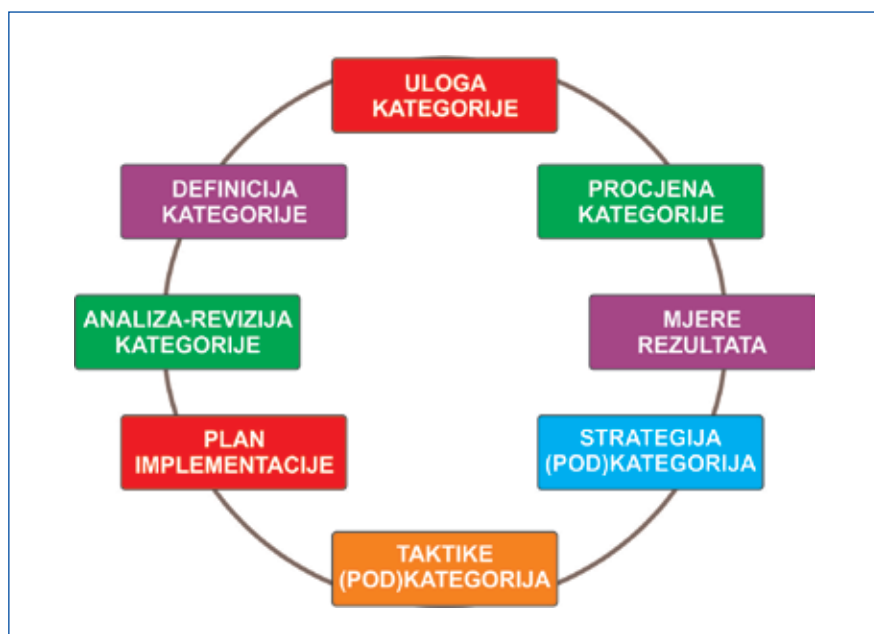 ULOGA
KATEGORIJE
DEFINICIJA
KATEGORIJE
PROCJENA
KATEGORIJE
ANALIZA-REVIZIJA
KATEGORIJE
MJERE
REZULTATA
PLAN
IMPLEMENTACIJE
STRATEGIJA
(POD)KATEGORIJA
TAKTIKE
(POD)KATEGORIJA